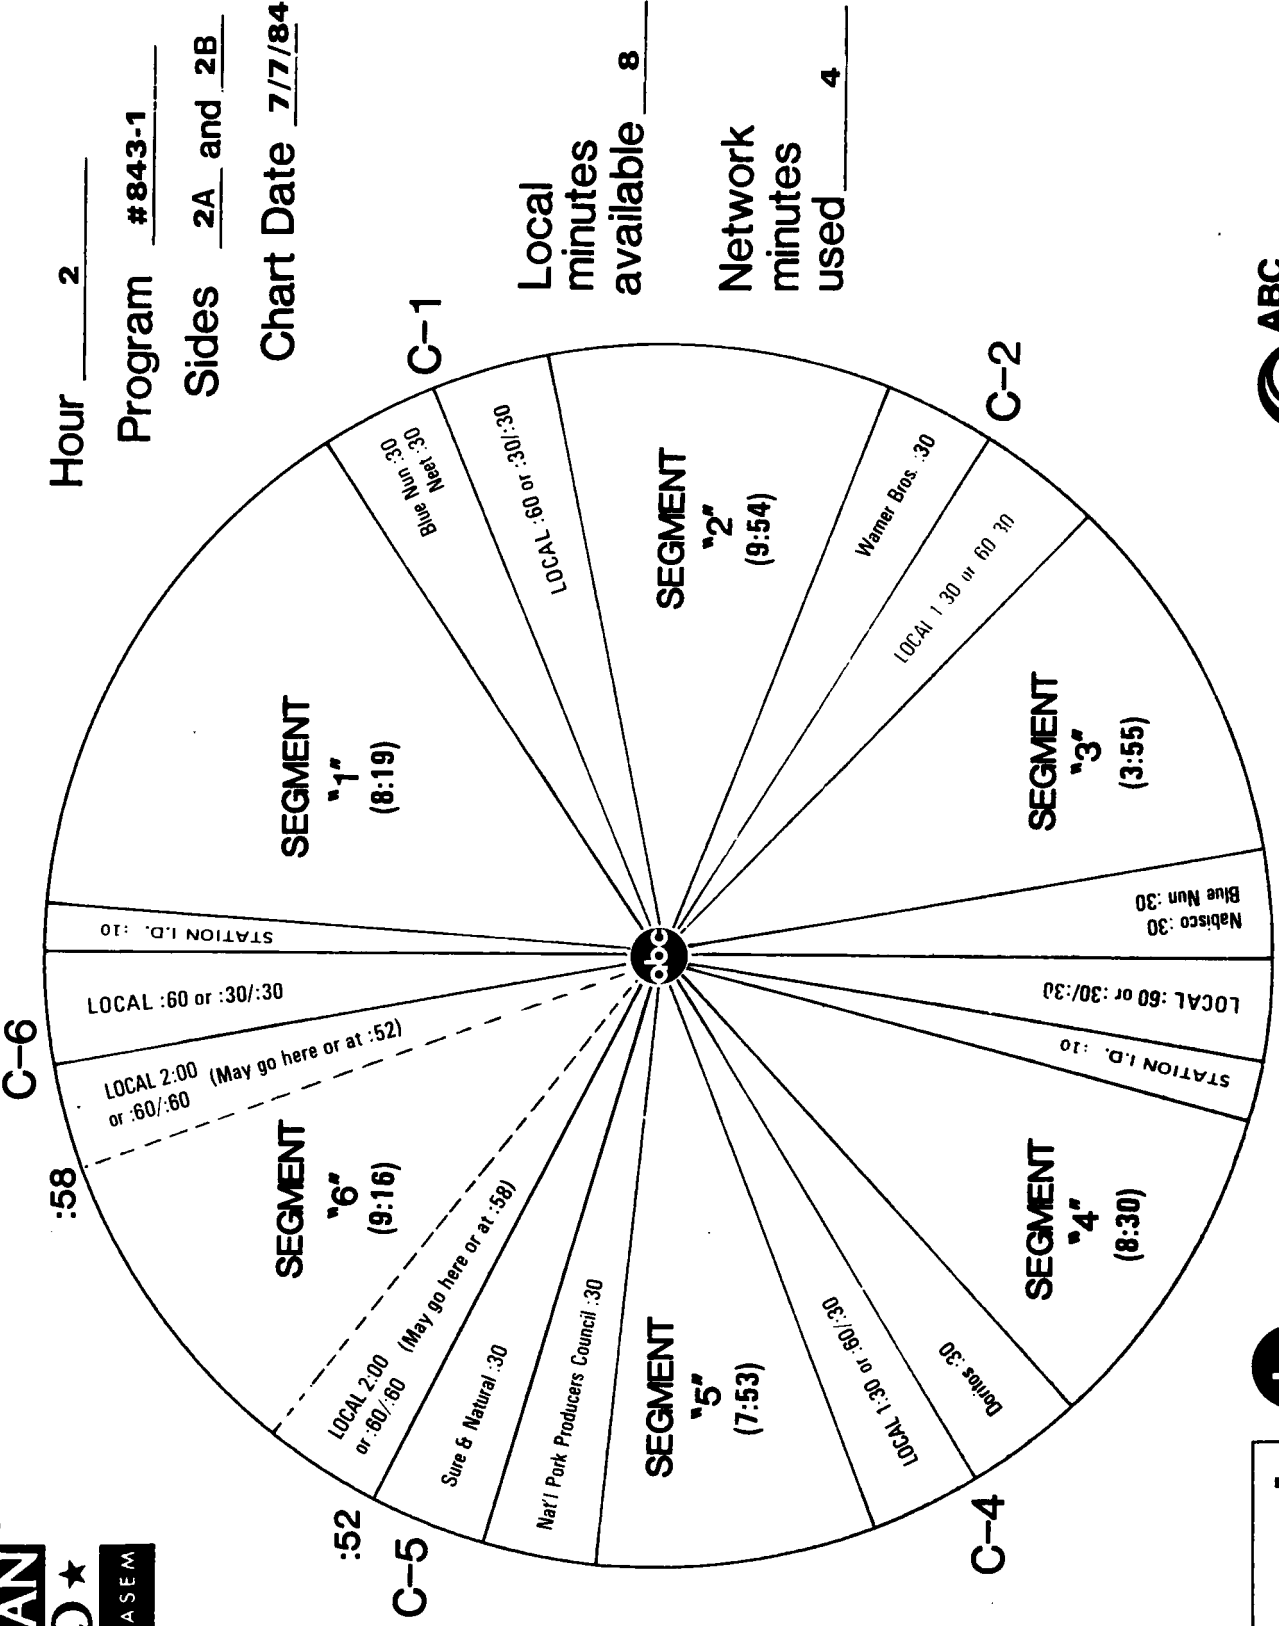 Hour 2
Program #843-1
Sides 2A and 2B
Chart Date 7/7/84
Local
minutes
available 8
Network
minutes
used 4
C-1
C-2
C-4
C-5
:52
:58
C-6
SEGMENT
"1"
(8:19)
Blue Nun :30
Neet :30
LOCAL :60 or :30/:30
SEGMENT
"2"
(9:54)
Warner Bros. :30
LOCAL 1 30 or 60 30
SEGMENT
"3"
(3:55)
Nabisco :30
Blue Nun :30
LOCAL :60 or :30/:30
STATION I.D. :10
SEGMENT
"4"
(8:30)
Doritos :30
LOCAL 1:30 or :60/:30
SEGMENT
"5"
(7:53)
Nat'l Pork Producers Council :30
Sure & Natural :30
LOCAL 2:00
or :60/:60
(May go here or at :58)
SEGMENT
"6"
(9:16)
LOCAL 2:00
or :60/:60
(May go here or at :52)
LOCAL :60 or :30/:30
STATION I.D. :10
abc
ABC
AN
ASEM